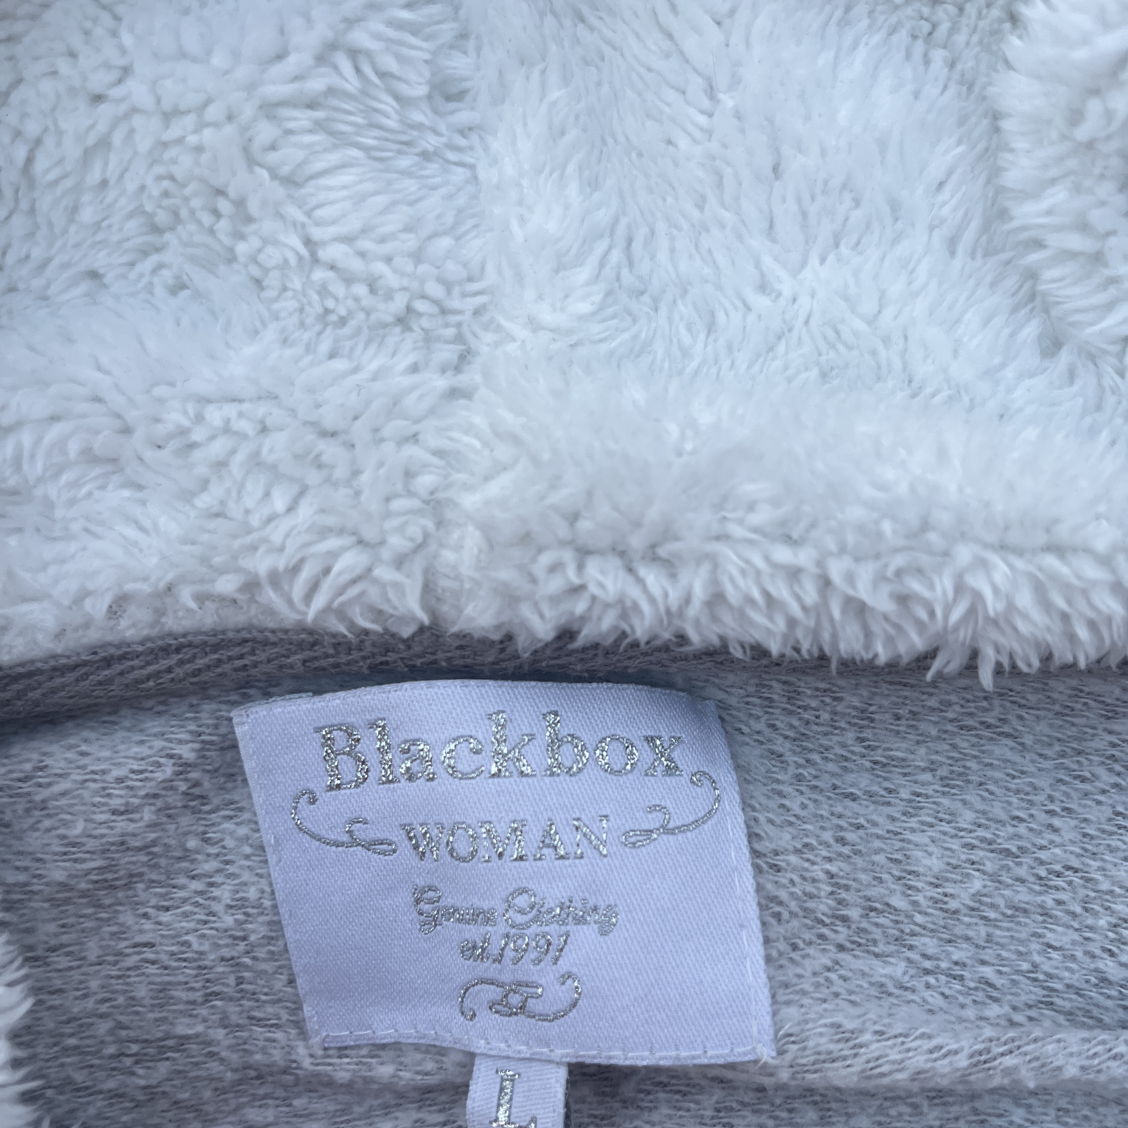 Blackbox
WOMAN
Genuine Clothing
est.1991
L